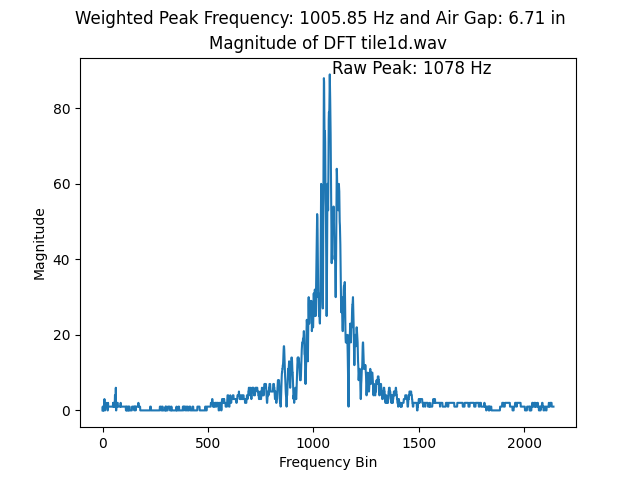 Weighted Peak Frequency: 1005.85 Hz and Air Gap: 6.71 in
Magnitude of DFT tile1d.wav
Raw Peak: 1078 Hz
80
60
40
20
0
Magnitude
0 500 1000 1500 2000
Frequency Bin